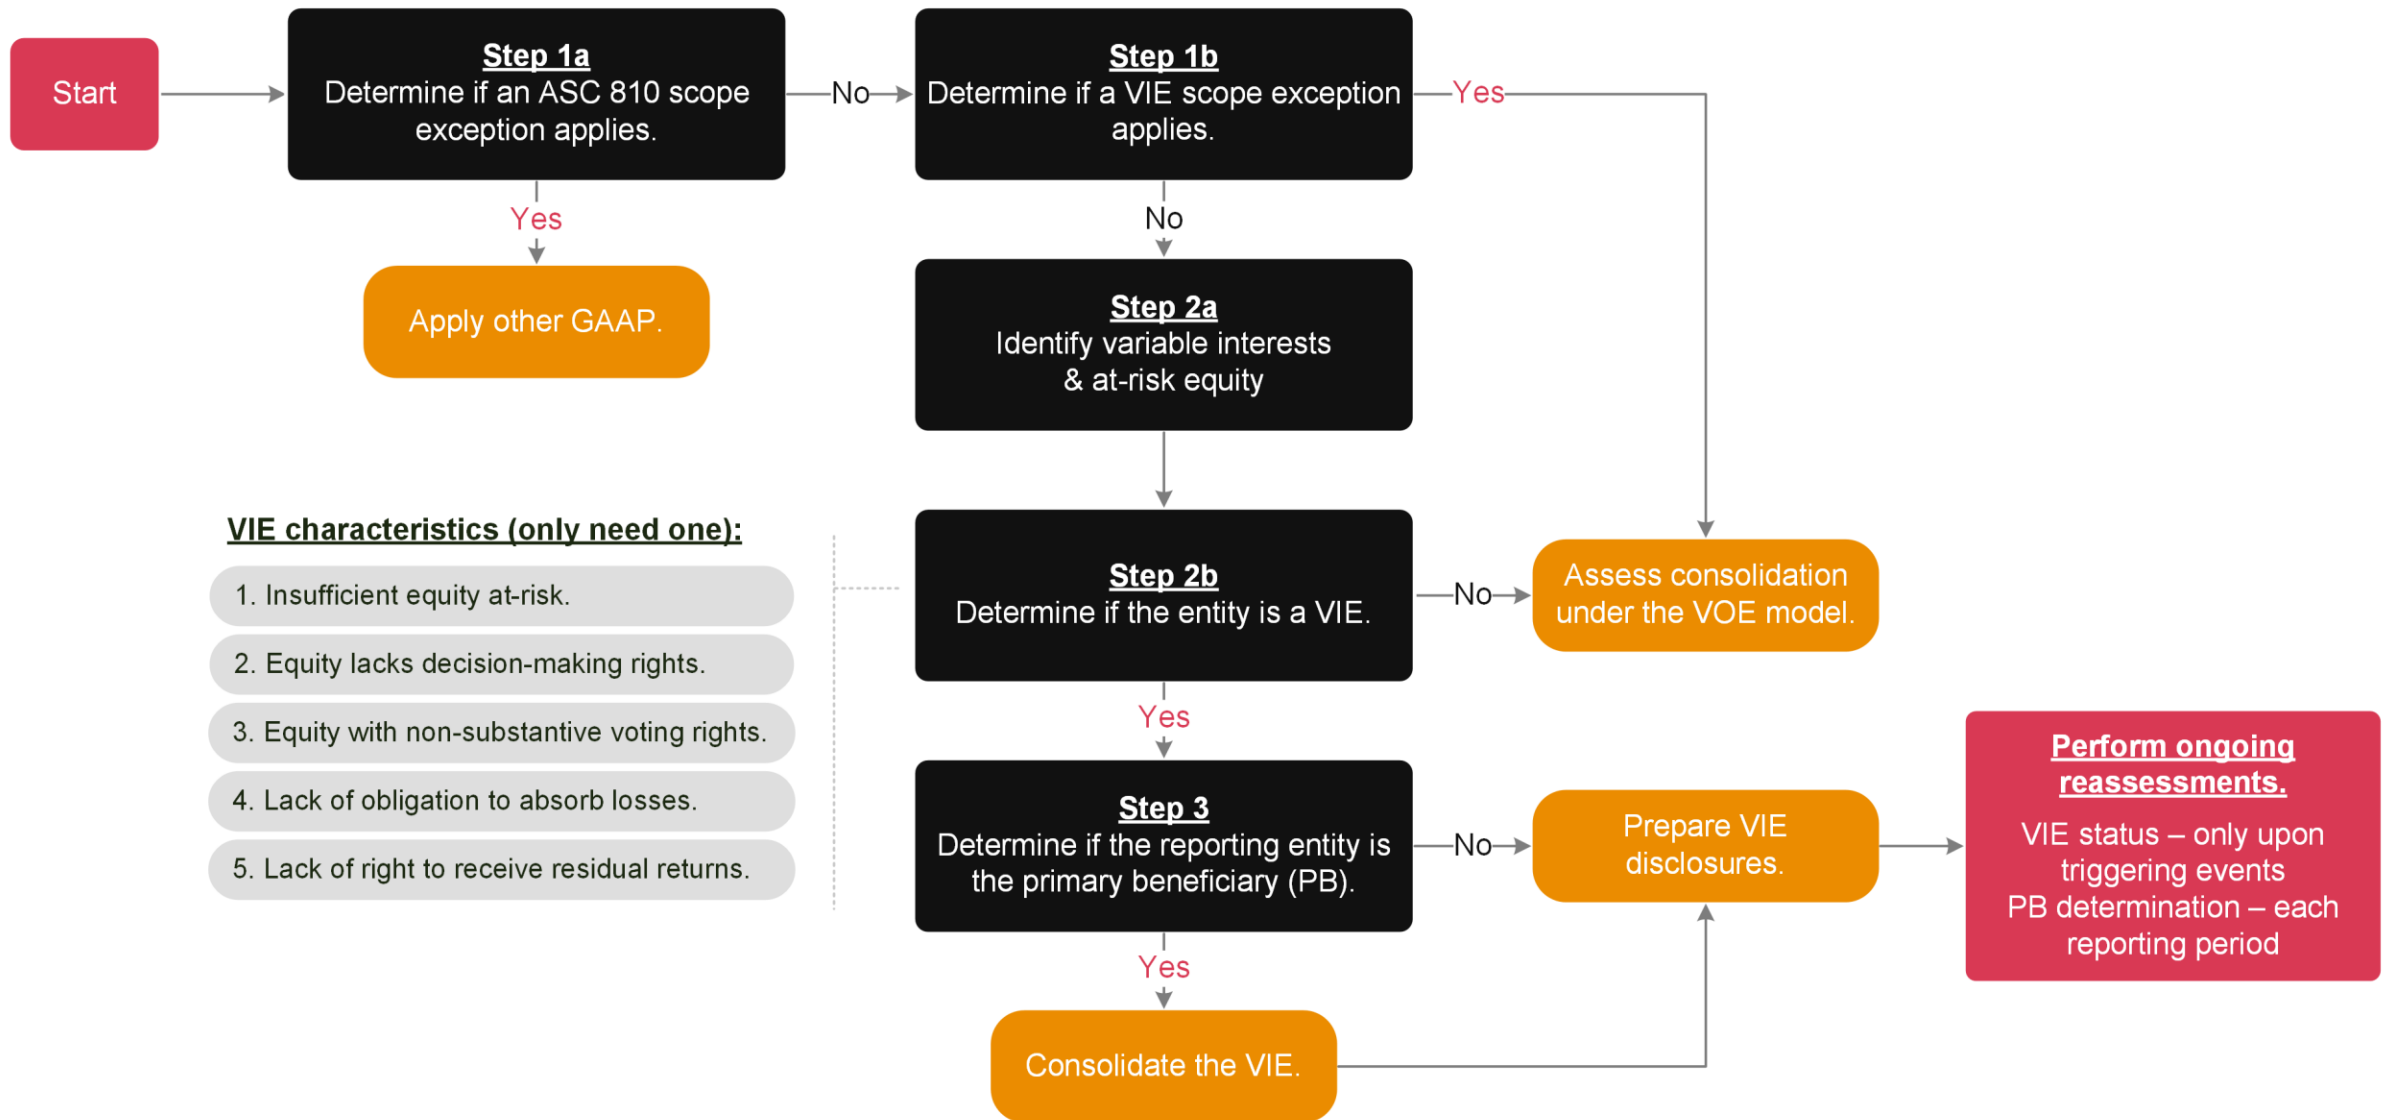 Start
Step 1a
Determine if an ASC 810 scope
exception applies.
No
Step 1b
Determine if a VIE scope exception
applies.
Yes
Yes
No
Apply other GAAP.
Step 2a
Identify variable interests
& at-risk equity
VIE characteristics (only need one):
1. Insufficient equity at-risk.
2. Equity lacks decision-making rights.
3. Equity with non-substantive voting rights.
4. Lack of obligation to absorb losses.
5. Lack of right to receive residual returns.
Step 2b
Determine if the entity is a VIE.
No
Assess consolidation
under the VOE model.
Yes
Step 3
Determine if the reporting entity is
the primary beneficiary (PB).
No
Prepare VIE
disclosures.
Perform ongoing
reassessments.
VIE status – only upon
triggering events
PB determination – each
reporting period
Yes
Consolidate the VIE.